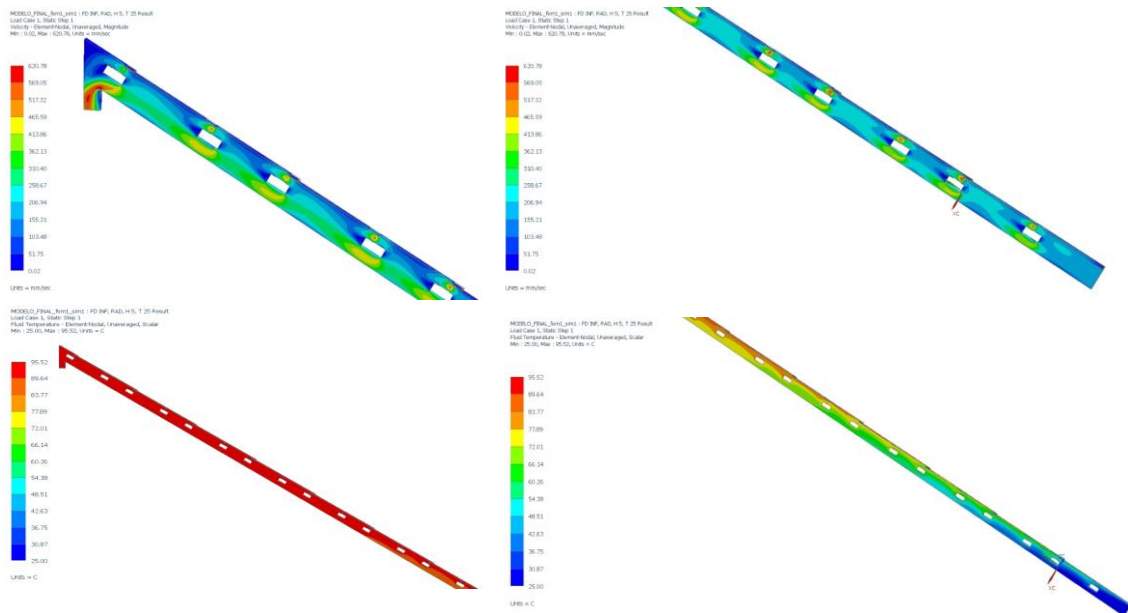 MODELO_FINAL_fem1_sim1 : FD INF, RAD, H 5, T 25 Result
Load Case 1, Static Step 1
Velocity - Element-Nodal, Unaveraged, Magnitude
Min : 0.02, Max : 620.78, Units = mm/sec
620.78
569.05
517.32
465.59
413.86
362.13
310.40
258.67
206.94
155.21
103.48
51.75
0.02
Units = mm/sec
MODELO_FINAL_fem1_sim1 : FD INF, RAD, H 5, T 25 Result
Load Case 1, Static Step 1
Velocity - Element-Nodal, Unaveraged, Magnitude
Min : 0.02, Max : 620.78, Units = mm/sec
620.78
569.05
517.32
465.59
413.86
362.13
310.40
258.67
206.94
155.21
103.48
51.75
0.02
Units = mm/sec
XC
MODELO_FINAL_fem1_sim1 : FD INF, RAD, H 5, T 25 Result
Load Case 1, Static Step 1
Fluid Temperature - Element-Nodal, Unaveraged, Scalar
Min : 25.00, Max : 95.52, Units = C
95.52
89.64
83.77
77.89
72.01
66.14
60.26
54.38
48.51
42.63
36.75
30.87
25.00
Units = C
MODELO_FINAL_fem1_sim1 : FD INF, RAD, H 5, T 25 Result
Load Case 1, Static Step 1
Fluid Temperature - Element-Nodal, Unaveraged, Scalar
Min : 25.00, Max : 95.52, Units = C
95.52
89.64
83.77
77.89
72.01
66.14
60.26
54.38
48.51
42.63
36.75
30.87
25.00
Units = C
XC